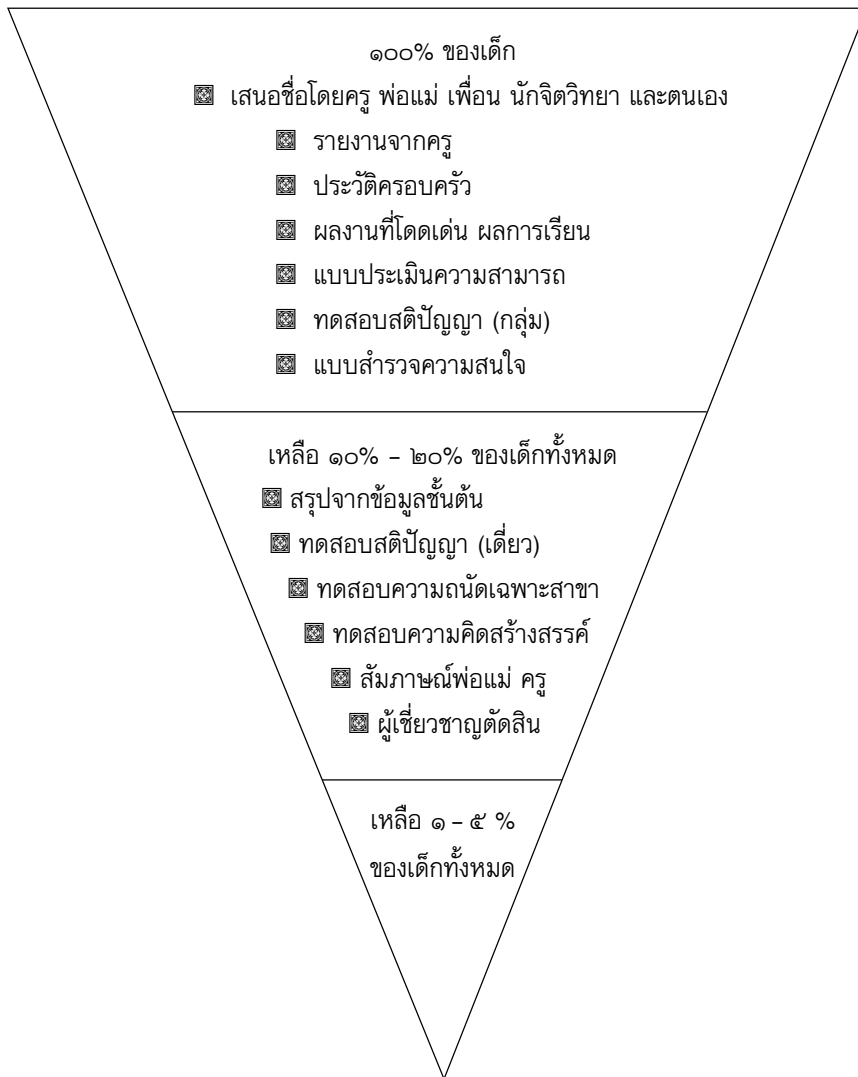 ๑๐๐% ของเด็ก
เสนอชื่อโดยครู พ่อแม่ เพื่อน นักจิตวิทยา และตนเอง
รายงานจากครู
ประวัติครอบครัว
ผลงานที่โดดเด่น ผลการเรียน
แบบประเมินความสามารถ
ทดสอบสติปัญญา (กลุ่ม)
แบบสำรวจความสนใจ
เหลือ ๑๐% – ๒๐% ของเด็กทั้งหมด
สรุปจากข้อมูลชั้นต้น
ทดสอบสติปัญญา (เดี่ยว)
ทดสอบความถนัดเฉพาะสาขา
ทดสอบความคิดสร้างสรรค์
สัมภาษณ์พ่อแม่ ครู
ผู้เชี่ยวชาญตัดสิน
เหลือ ๑ – ๕ %
ของเด็กทั้งหมด